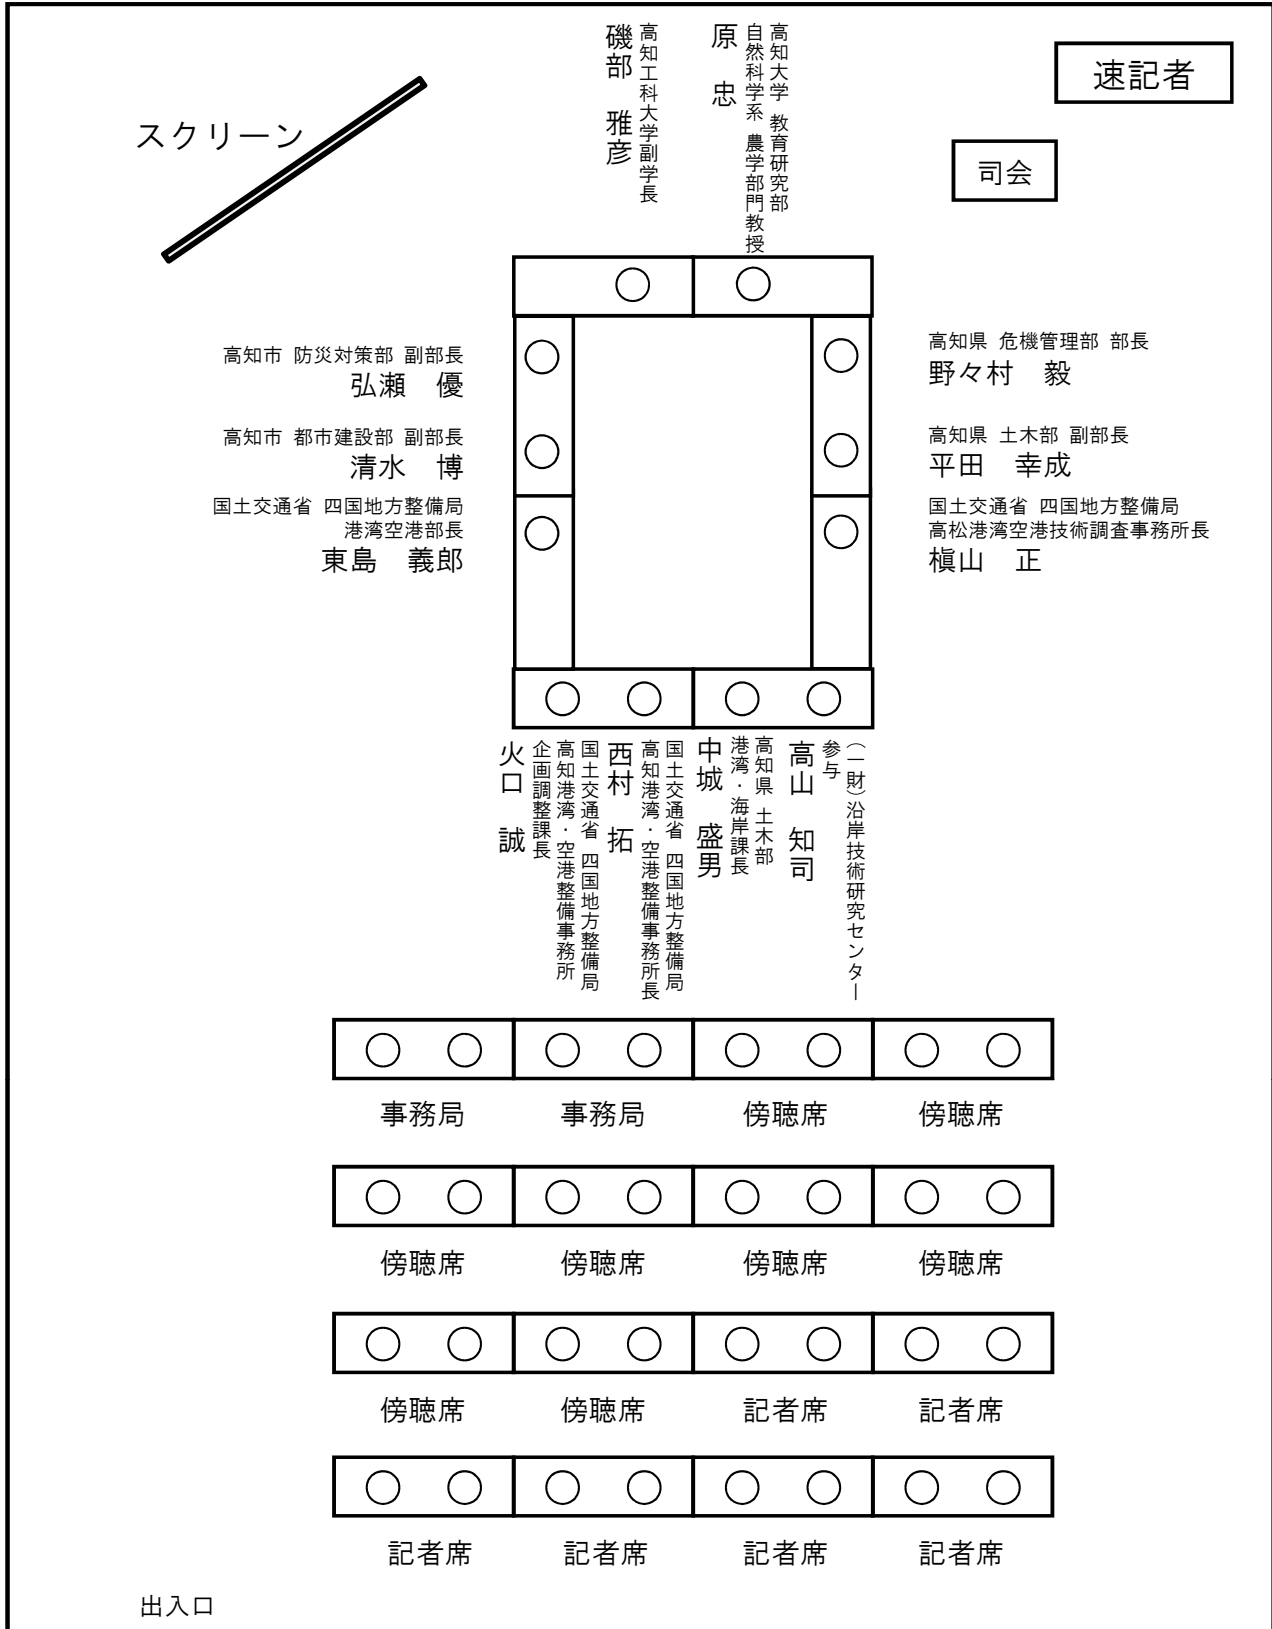 速記者
スクリーン
司会
高知大学 教育研究部
自然科学系 農学部門教授
原 忠
高知工科大学副学長
磯部 雅彦
高知市 防災対策部 副部長
弘瀬 優
高知市 都市建設部 副部長
清水 博
国土交通省 四国地方整備局
港湾空港部長
東島 義郎
高知県 危機管理部 部長
野々村 毅
高知県 土木部 副部長
平田 幸成
国土交通省 四国地方整備局
高松港湾空港技術調査事務所長
槇山 正
（一財）沿岸技術研究センター
参与
高山 知司
高知県 土木部
港湾・海岸課長
中城 盛男
国土交通省 四国地方整備局
高知港湾・空港整備事務所長
西村 拓
国土交通省 四国地方整備局
高知港湾・空港整備事務所
企画調整課長
火口 誠
事務局 事務局 傍聴席 傍聴席
傍聴席 傍聴席 傍聴席 傍聴席
傍聴席 傍聴席 記者席 記者席
記者席 記者席 記者席 記者席
出入口